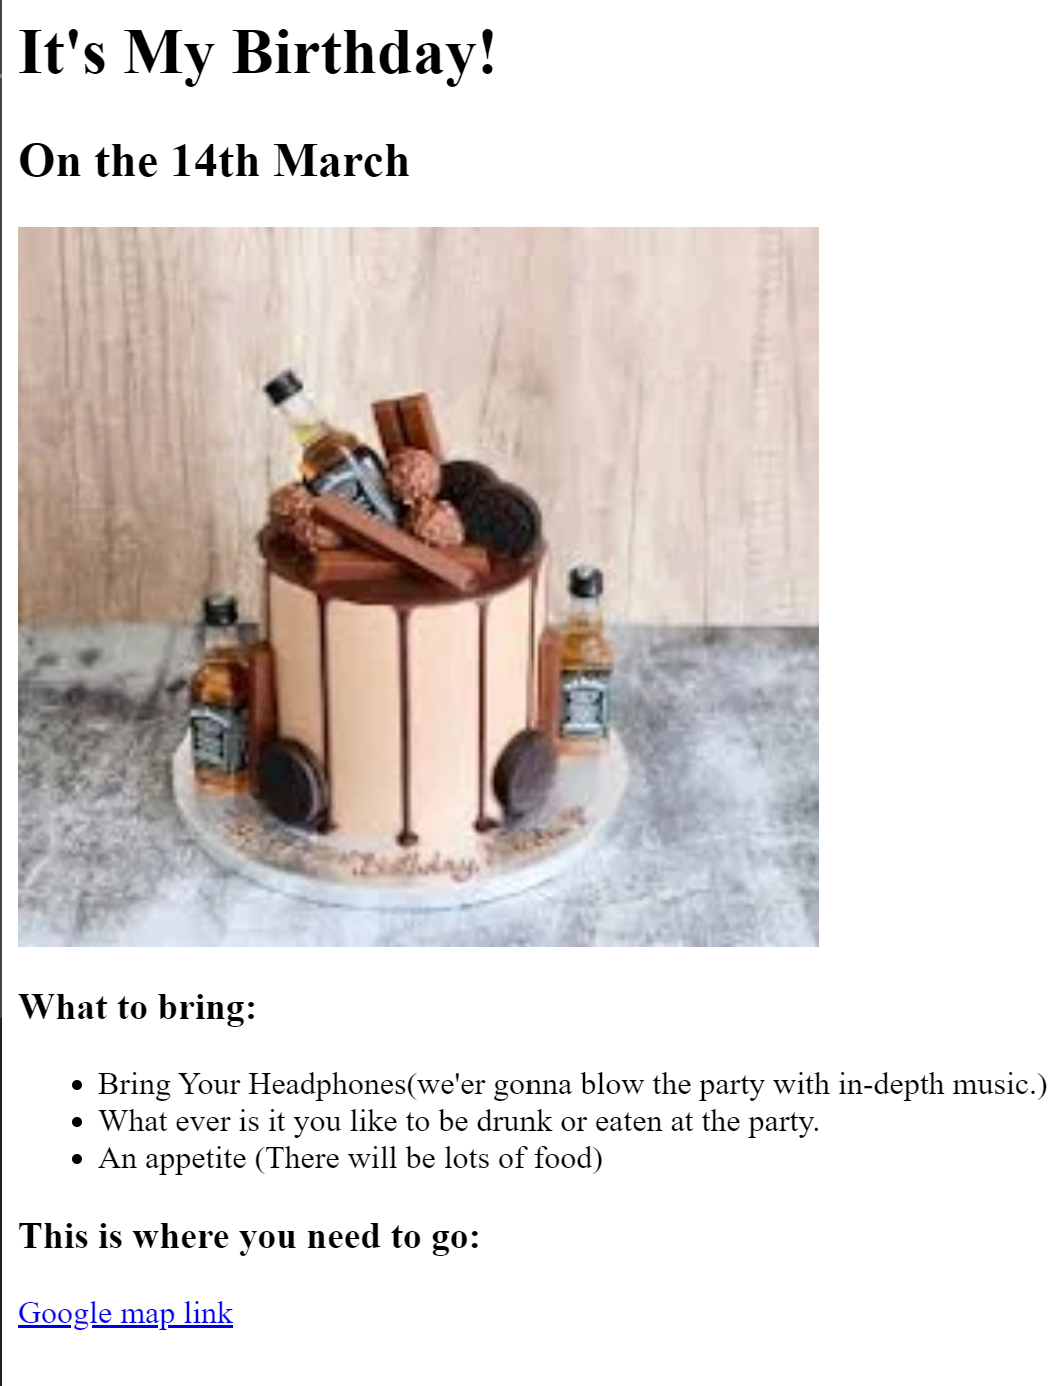 It's My Birthday!
On the 14th March
Birthday
What to bring:
Bring Your Headphones(we'er gonna blow the party with in-depth music.)
What ever is it you like to be drunk or eaten at the party.
An appetite (There will be lots of food)
This is where you need to go:
Google map link